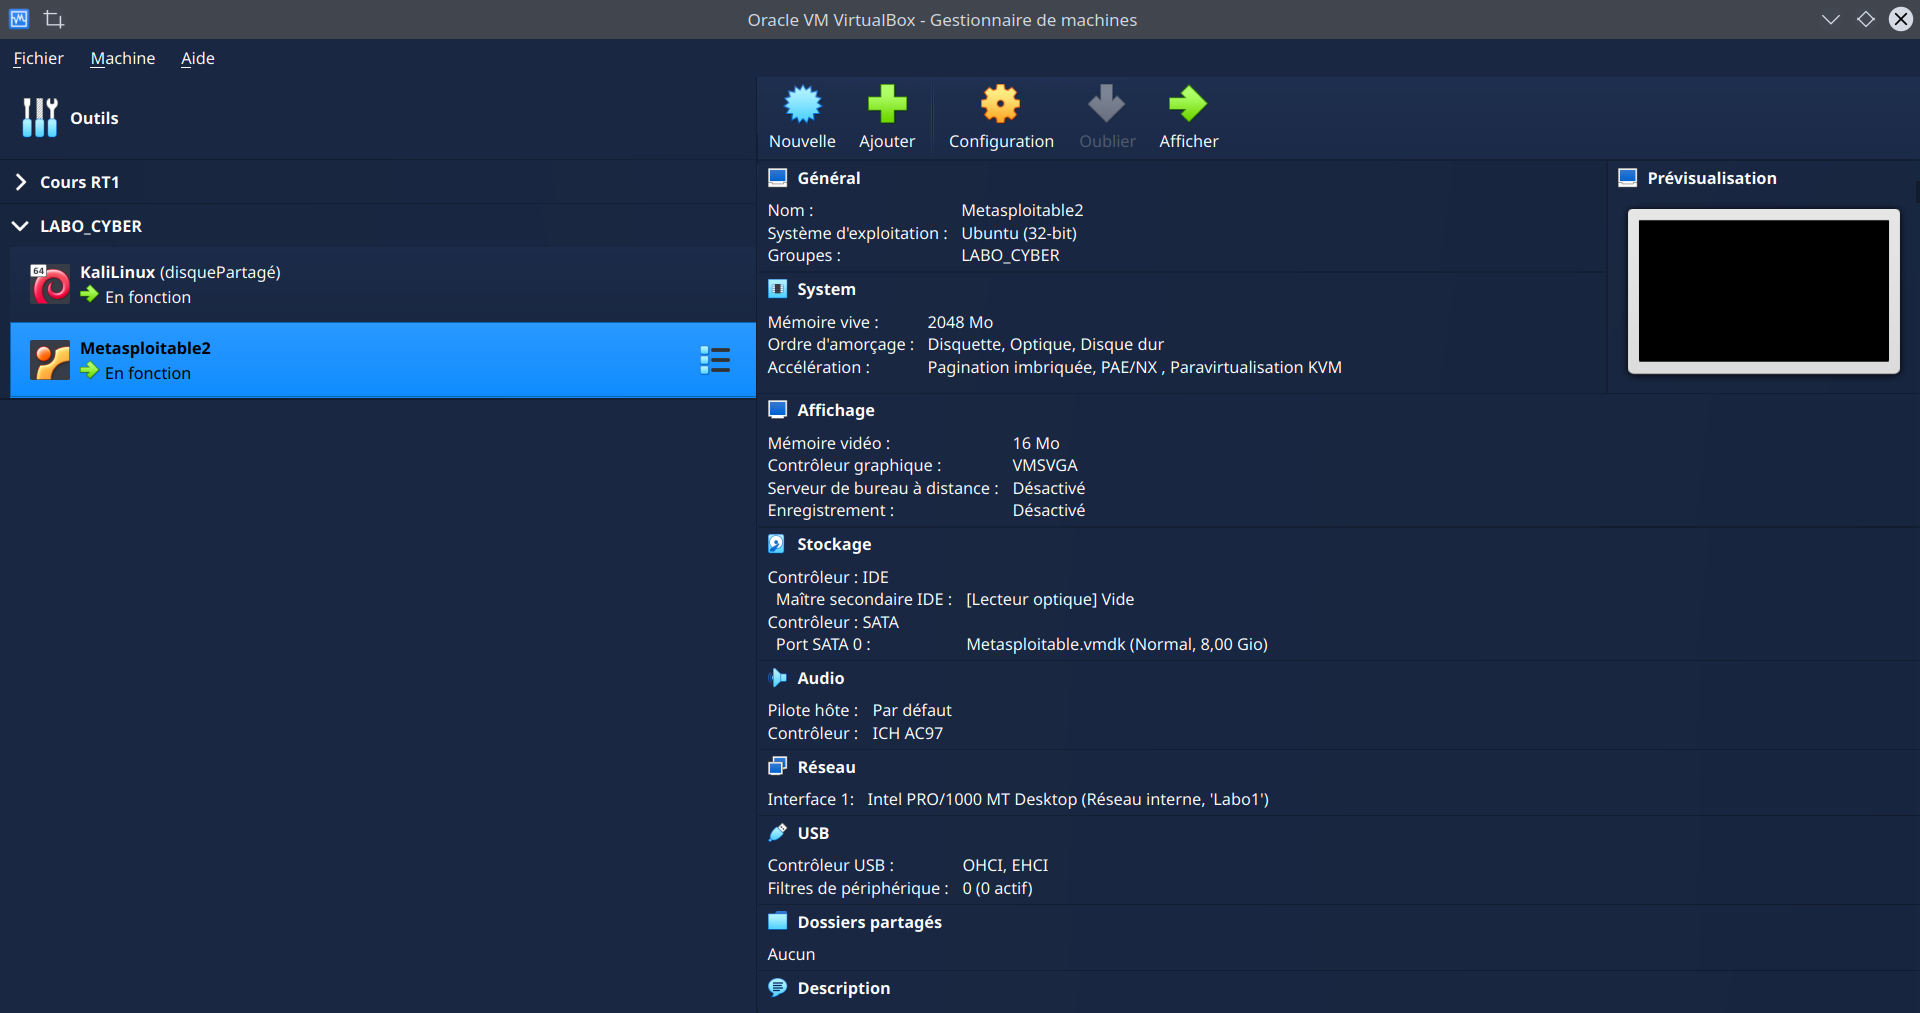 Oracle VM VirtualBox - Gestionnaire de machines
Fichier Machine Aide
Outils
Nouvelle Ajouter Configuration Oublier Afficher
Cours RT1
LABO_CYBER
64
KaliLinux (disquePartagé)
En fonction
Metasploitable2
En fonction
Général
Nom : Metasploitable2
Système d'exploitation : Ubuntu (32-bit)
Groupes : LABO_CYBER
Prévisualisation
System
Mémoire vive : 2048 Mo
Ordre d'amorçage : Disquette, Optique, Disque dur
Accélération : Pagination imbriquée, PAE/NX , Paravirtualisation KVM
Affichage
Mémoire vidéo : 16 Mo
Contrôleur graphique : VMSVGA
Serveur de bureau à distance : Désactivé
Enregistrement : Désactivé
Stockage
Contrôleur : IDE
Maître secondaire IDE : [Lecteur optique] Vide
Contrôleur : SATA
Port SATA 0 : Metasploitable.vmdk (Normal, 8,00 Gio)
Audio
Pilote hôte : Par défaut
Contrôleur : ICH AC97
Réseau
Interface 1: Intel PRO/1000 MT Desktop (Réseau interne, 'Labo1')
USB
Contrôleur USB : OHCI, EHCI
Filtres de périphérique : 0 (0 actif)
Dossiers partagés
Aucun
Description